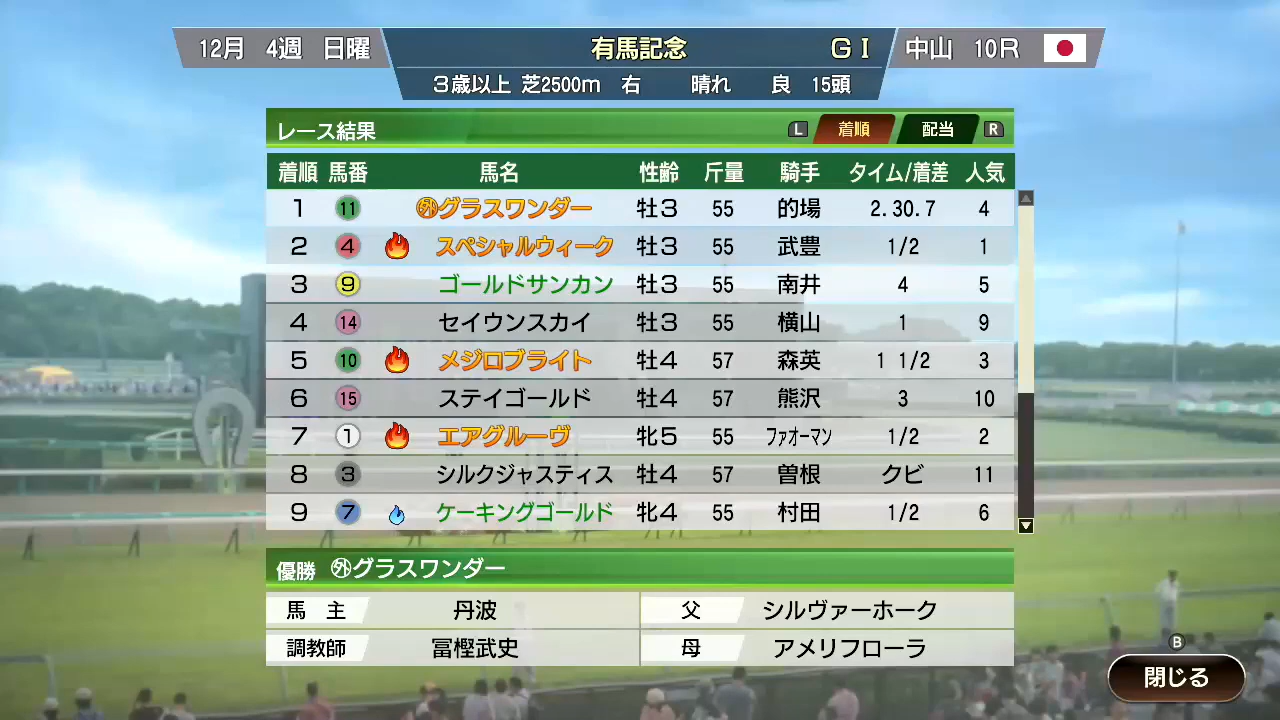 12月 4週 日曜 有馬記念 GⅠ 中山 10R
3歳以上 芝2500m 右 晴れ 良 15頭
レース結果 L 着順 配当 R
着順 馬番 馬名 性齢 斤量 騎手 タイム/着差 人気
1 11 外グラスワンダー 牡3 55 的場 2.30.7 4
2 4 スペシャルウィーク 牡3 55 武豊 1/2 1
3 9 ゴールドサンカン 牡3 55 南井 4 5
4 14 セイウンスカイ 牡3 55 横山 1 9
5 10 メジロブライト 牡4 57 森英 1 1/2 3
6 15 ステイゴールド 牡4 57 熊沢 3 10
7 1 エアグルーヴ 牝5 55 ファオーマン 1/2 2
8 3 シルクジャスティス 牡4 57 曽根 クビ 11
9 7 ケーキングゴールド 牝4 55 村田 1/2 6
優勝 外グラスワンダー
馬主 丹波 父 シルヴァーホーク
調教師 冨樫武史 母 アメリフローラ
B
閉じる